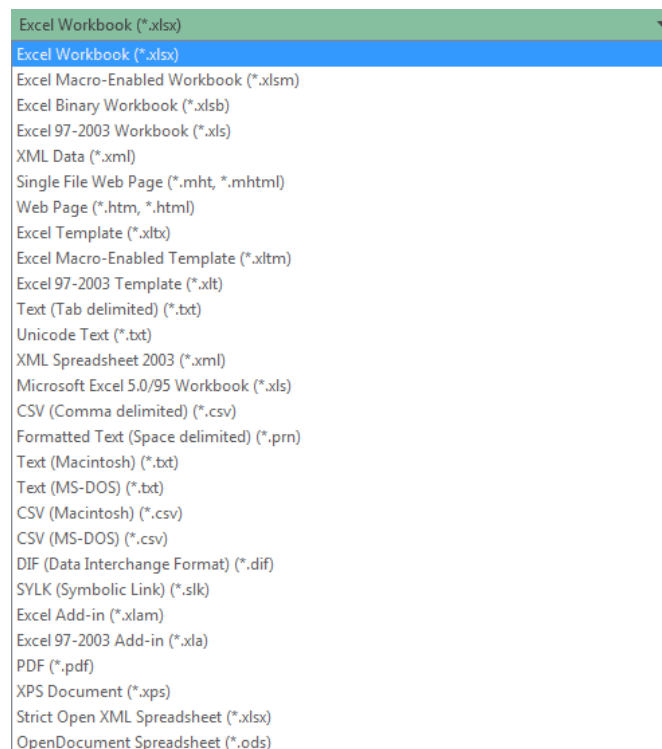 Excel Workbook (*.xlsx)
Excel Workbook (*.xlsx)
Excel Macro-Enabled Workbook (*.xlsm)
Excel Binary Workbook (*.xlsb)
Excel 97-2003 Workbook (*.xls)
XML Data (*.xml)
Single File Web Page (*.mht, *.mhtml)
Web Page (*.htm, *.html)
Excel Template (*.xltx)
Excel Macro-Enabled Template (*.xltm)
Excel 97-2003 Template (*.xlt)
Text (Tab delimited) (*.txt)
Unicode Text (*.txt)
XML Spreadsheet 2003 (*.xml)
Microsoft Excel 5.0/95 Workbook (*.xls)
CSV (Comma delimited) (*.csv)
Formatted Text (Space delimited) (*.prn)
Text (Macintosh) (*.txt)
Text (MS-DOS) (*.txt)
CSV (Macintosh) (*.csv)
CSV (MS-DOS) (*.csv)
DIF (Data Interchange Format) (*.dif)
SYLK (Symbolic Link) (*.slk)
Excel Add-in (*.xlam)
Excel 97-2003 Add-in (*.xla)
PDF (*.pdf)
XPS Document (*.xps)
Strict Open XML Spreadsheet (*.xlsx)
OpenDocument Spreadsheet (*.ods)